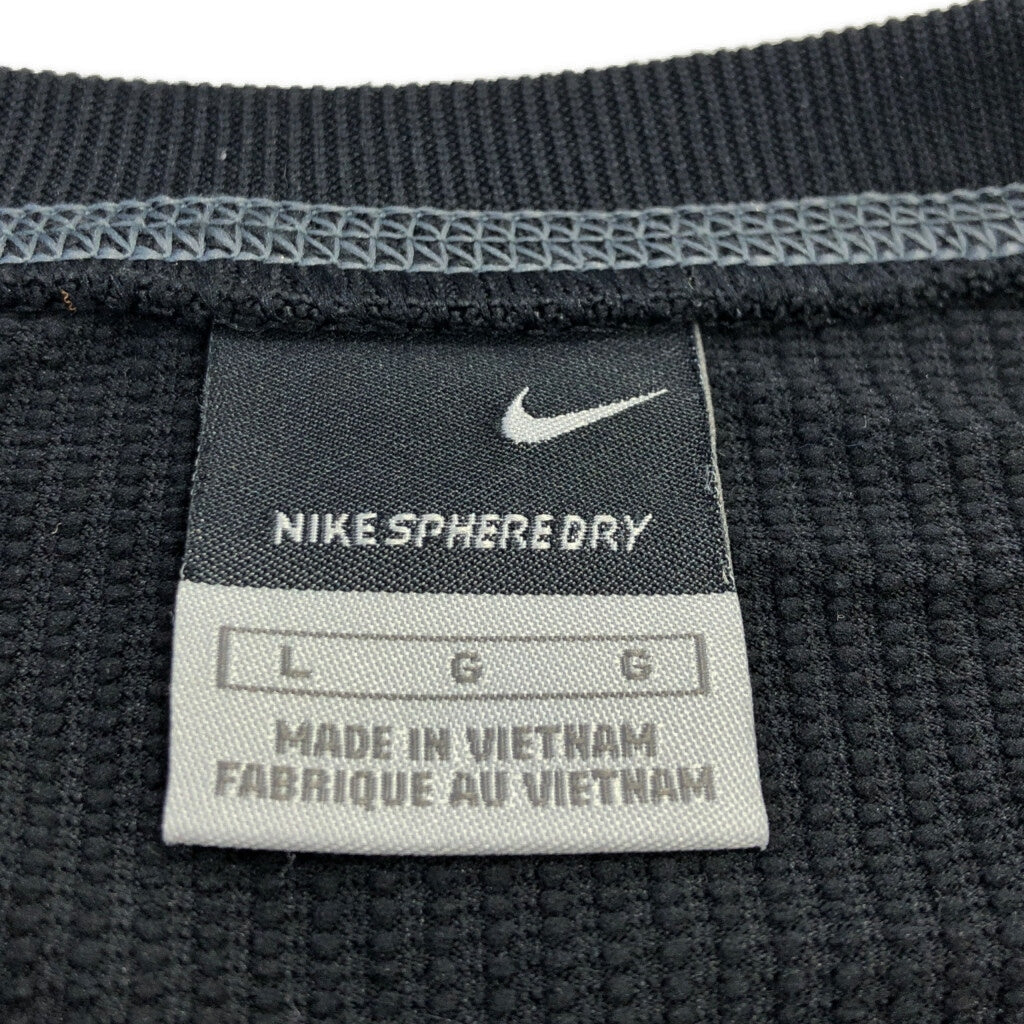 NIKE SPHERE DRY
L G G
MADE IN VIETNAM
FABRIQUE AU VIETNAM